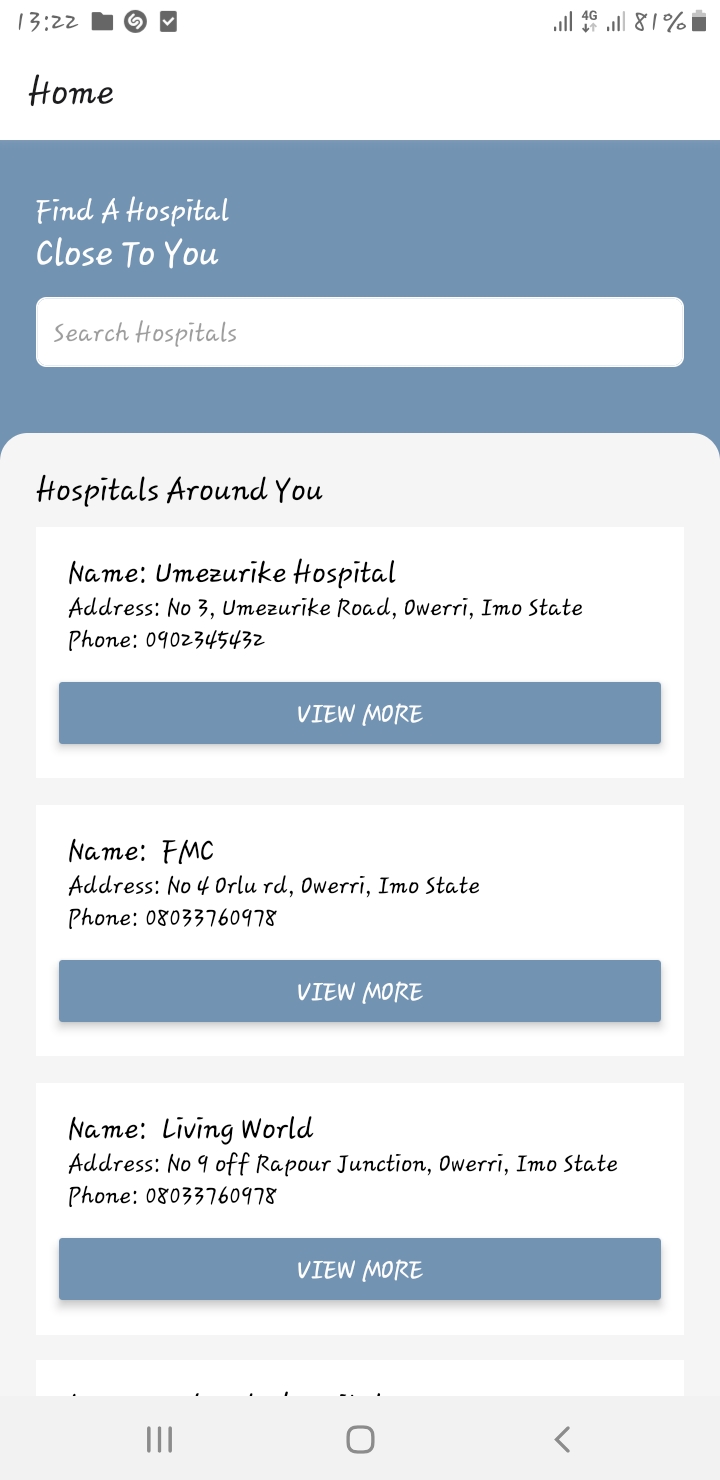 13:22
4G
81%
Home
Find A Hospital
Close To You
Search Hospitals
Hospitals Around You
Name: Umezurike Hospital
Address: No 3, Umezurike Road, Owerri, Imo State
Phone: 0902345432
VIEW MORE
Name: FMC
Address: No 4 Orlu rd, Owerri, Imo State
Phone: 08033760978
VIEW MORE
Name: Living World
Address: No 9 off Rapour Junction, Owerri, Imo State
Phone: 08033760978
VIEW MORE